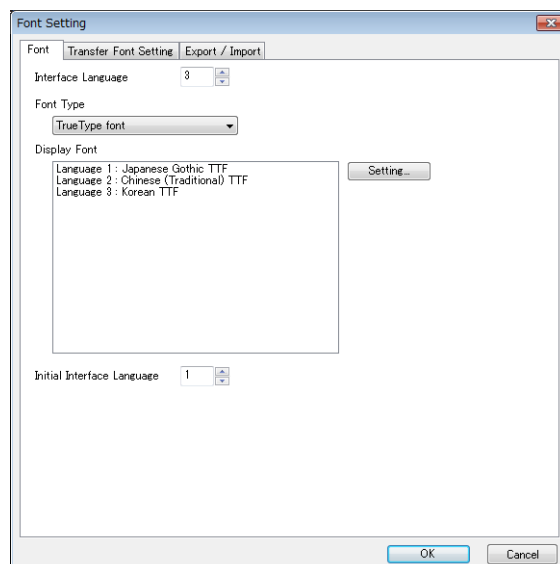 Font Setting
Font Transfer Font Setting Export / Import
Interface Language 3
Font Type
TrueType font
Display Font
Language 1 : Japanese Gothic TTF
Language 2 : Chinese (Traditional) TTF
Language 3 : Korean TTF
Setting...
Initial Interface Language 1
OK Cancel